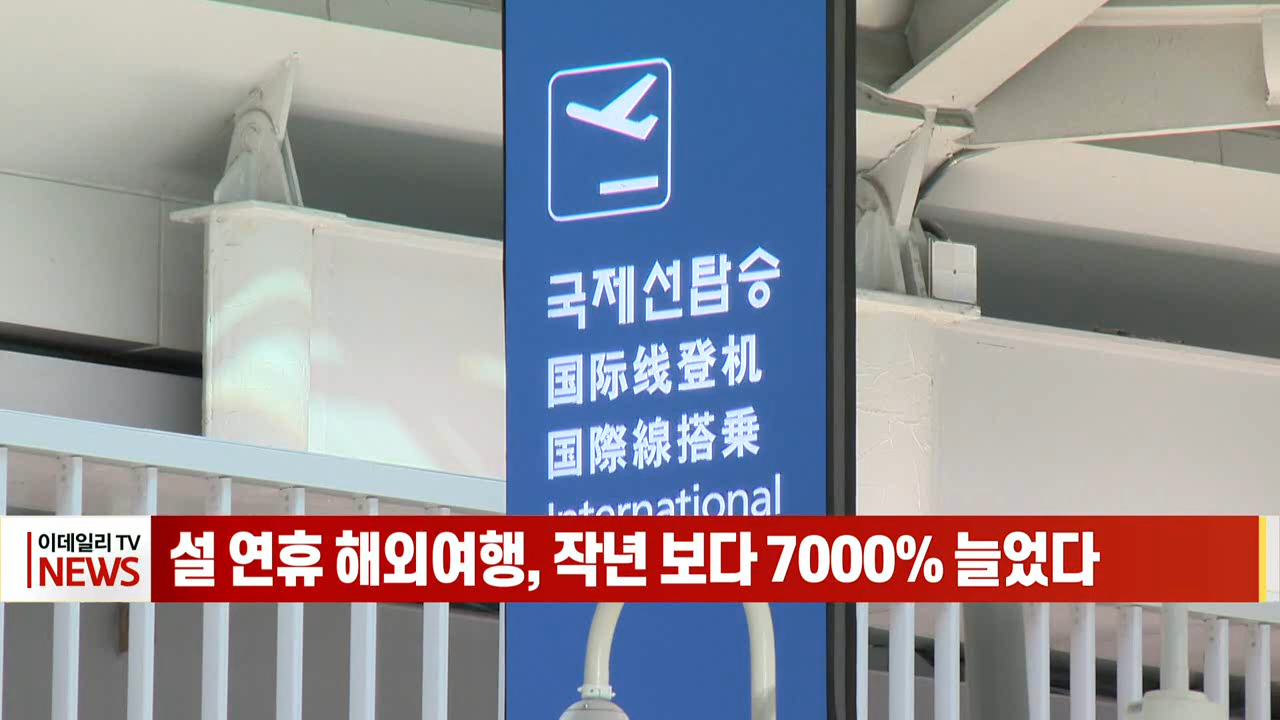 국제선탑승
国际线登机
国際線搭乗
International
이데일리 TV
NEWS
설 연휴 해외여행, 작년 보다 7000% 늘었다